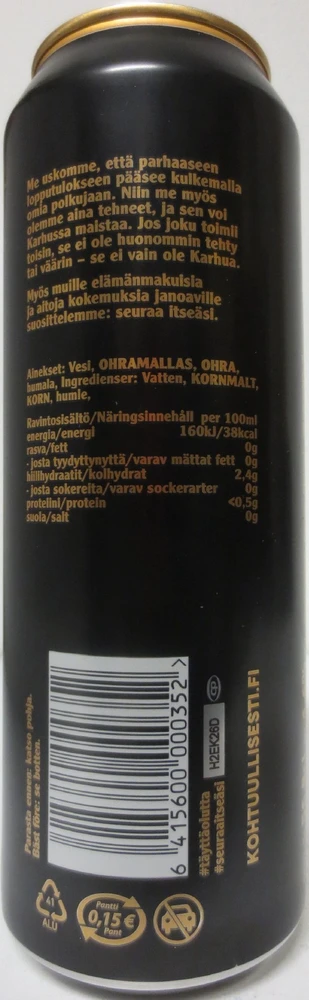 Me uskomme, että parhaaseen
lopputulokseen pääsee kulkemalla
omia polkujaan. Niin me myös
olemme aina tehneet, ja sen voi
Karhussa maistaa. Jos joku toimii
toisin, se ei ole huonommin tehty
tai väärin – se ei vain ole Karhua.
Myös muille elämänmakuisia
ja aitoja kokemuksia janoaville
suosittelemme: seuraa itseäsi.
Ainekset: Vesi, OHRAMALLAS, OHRA,
humala, Ingredienser: Vatten, KORNMALT,
KORN, humle,
Ravintosisältö/Näringsinnehåll per 100ml
energia/energi 160kJ/38kcal
rasva/fett 0g
- josta tyydyttynyttä/varav mättat fett 0g
hiilihydraatit/kolhydrat 2,4g
- josta sokereita/varav sockerarter 0g
proteiini/protein <0,5g
suola/salt 0g
Parasta ennen: katso pohja.
Bäst före: se botten.
6 415600 000352 >
H2EK26D
#täyttäolutta
#seuraaitseäsi
KOHTUULLISESTI.FI
41
ALU
Pantti
0,15 €
Pant